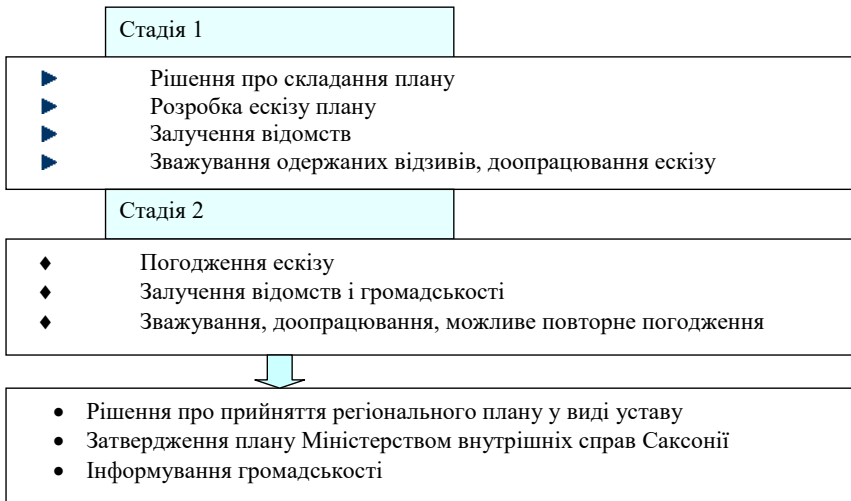 Стадія 1
Рішення про складання плану
Розробка ескізу плану
Залучення відомств
Зважування одержаних відзивів, доопрацювання ескізу
Стадія 2
Погодження ескізу
Залучення відомств і громадськості
Зважування, доопрацювання, можливе повторне погодження
Рішення про прийняття регіонального плану у виді уставу
Затвердження плану Міністерством внутрішніх справ Саксонії
Інформування громадськості